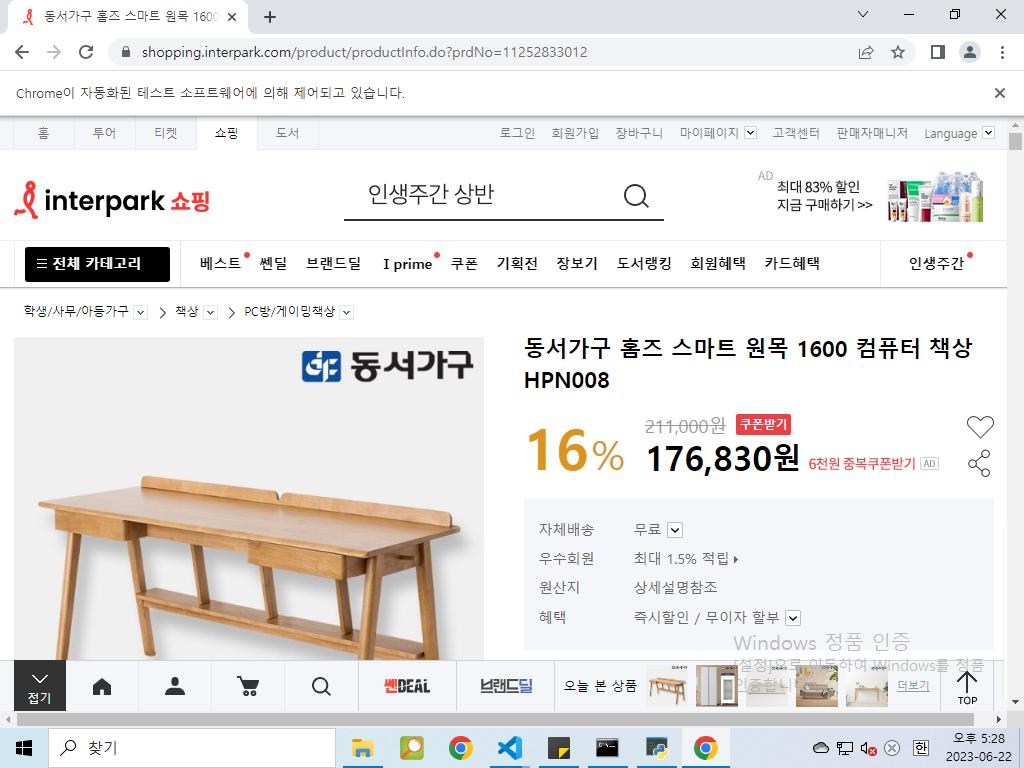 동서가구 홈즈 스마트 원목 1600
shopping.interpark.com/product/productInfo.do?prdNo=11252833012
Chrome이 자동화된 테스트 소프트웨어에 의해 제어되고 있습니다.
홈 투어 티켓 쇼핑 도서 로그인 회원가입 장바구니 마이페이지 고객센터 판매자매니저 Language
interpark 쇼핑
인생주간 상반
AD 최대 83% 할인
지금 구매하기 >>
전체 카테고리 베스트 쎈딜 브랜드딜 I prime 쿠폰 기획전 장보기 도서랭킹 회원혜택 카드혜택 인생주간
학생/사무/아동가구 책상 PC방/게이밍책상
동서가구
동서가구 홈즈 스마트 원목 1600 컴퓨터 책상
HPN008
16% 211,000원 쿠폰받기
176,830원 6천원 중복쿠폰받기 AD
자체배송 무료
우수회원 최대 1.5% 적립
원산지 상세설명참조
혜택 즉시할인 / 무이자 할부
Windows 정품 인증
[설정]으로 이동하여 Windows를 정품
인증합니
접기 쎈DEAL 브랜드딜 오늘 본 상품 더보기 TOP
찾기
한 오후 5:28
2023-06-22